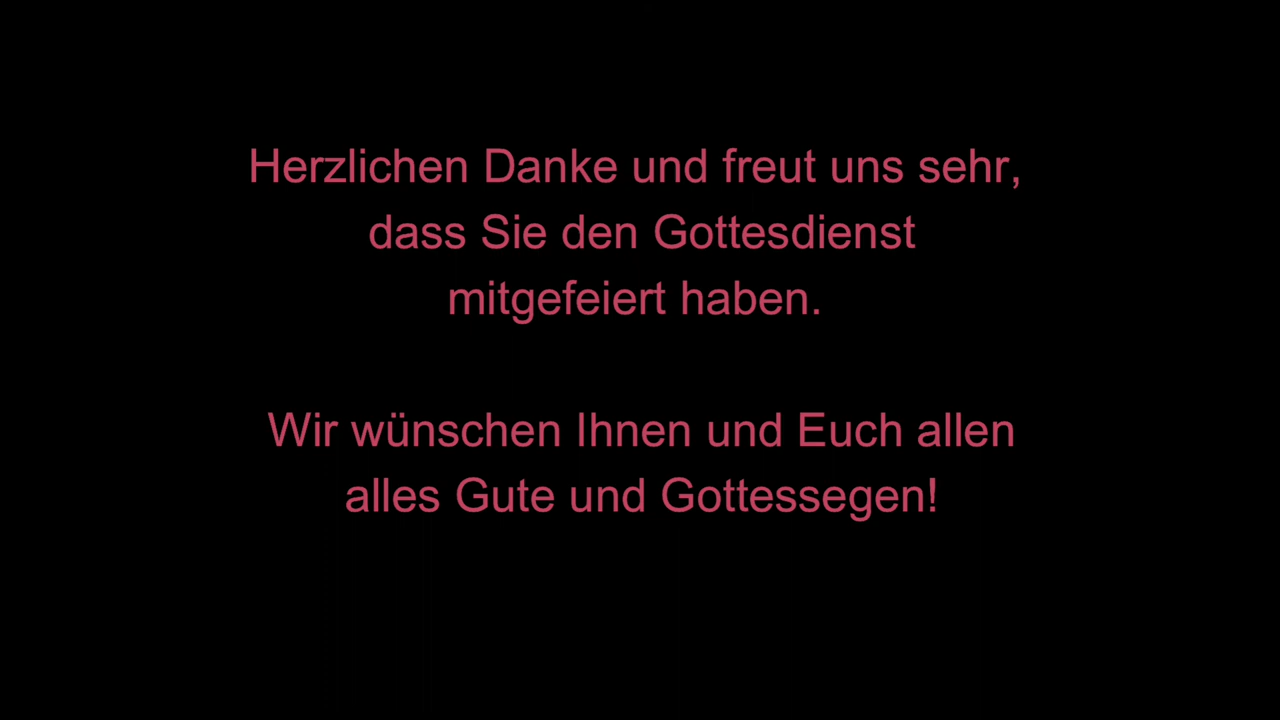 Herzlichen Danke und freut uns sehr,
dass Sie den Gottesdienst
mitgefeiert haben.
Wir wünschen Ihnen und Euch allen
alles Gute und Gottessegen!